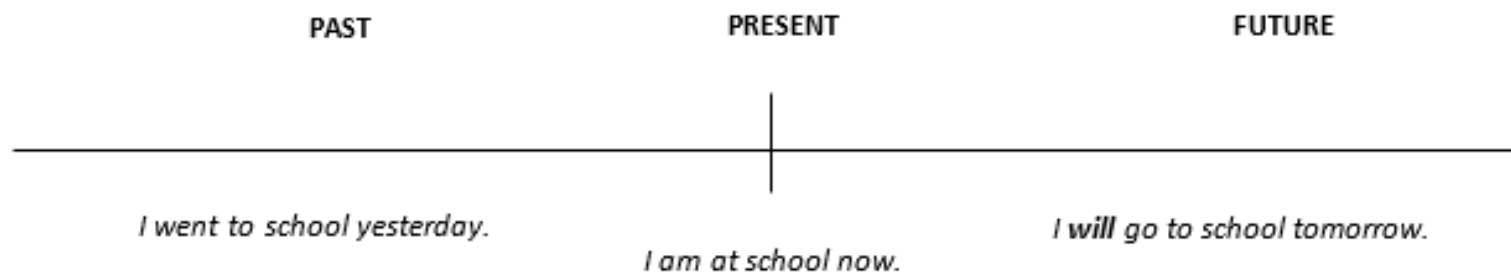 PAST PRESENT FUTURE
I went to school yesterday.
I am at school now.
I will go to school tomorrow.